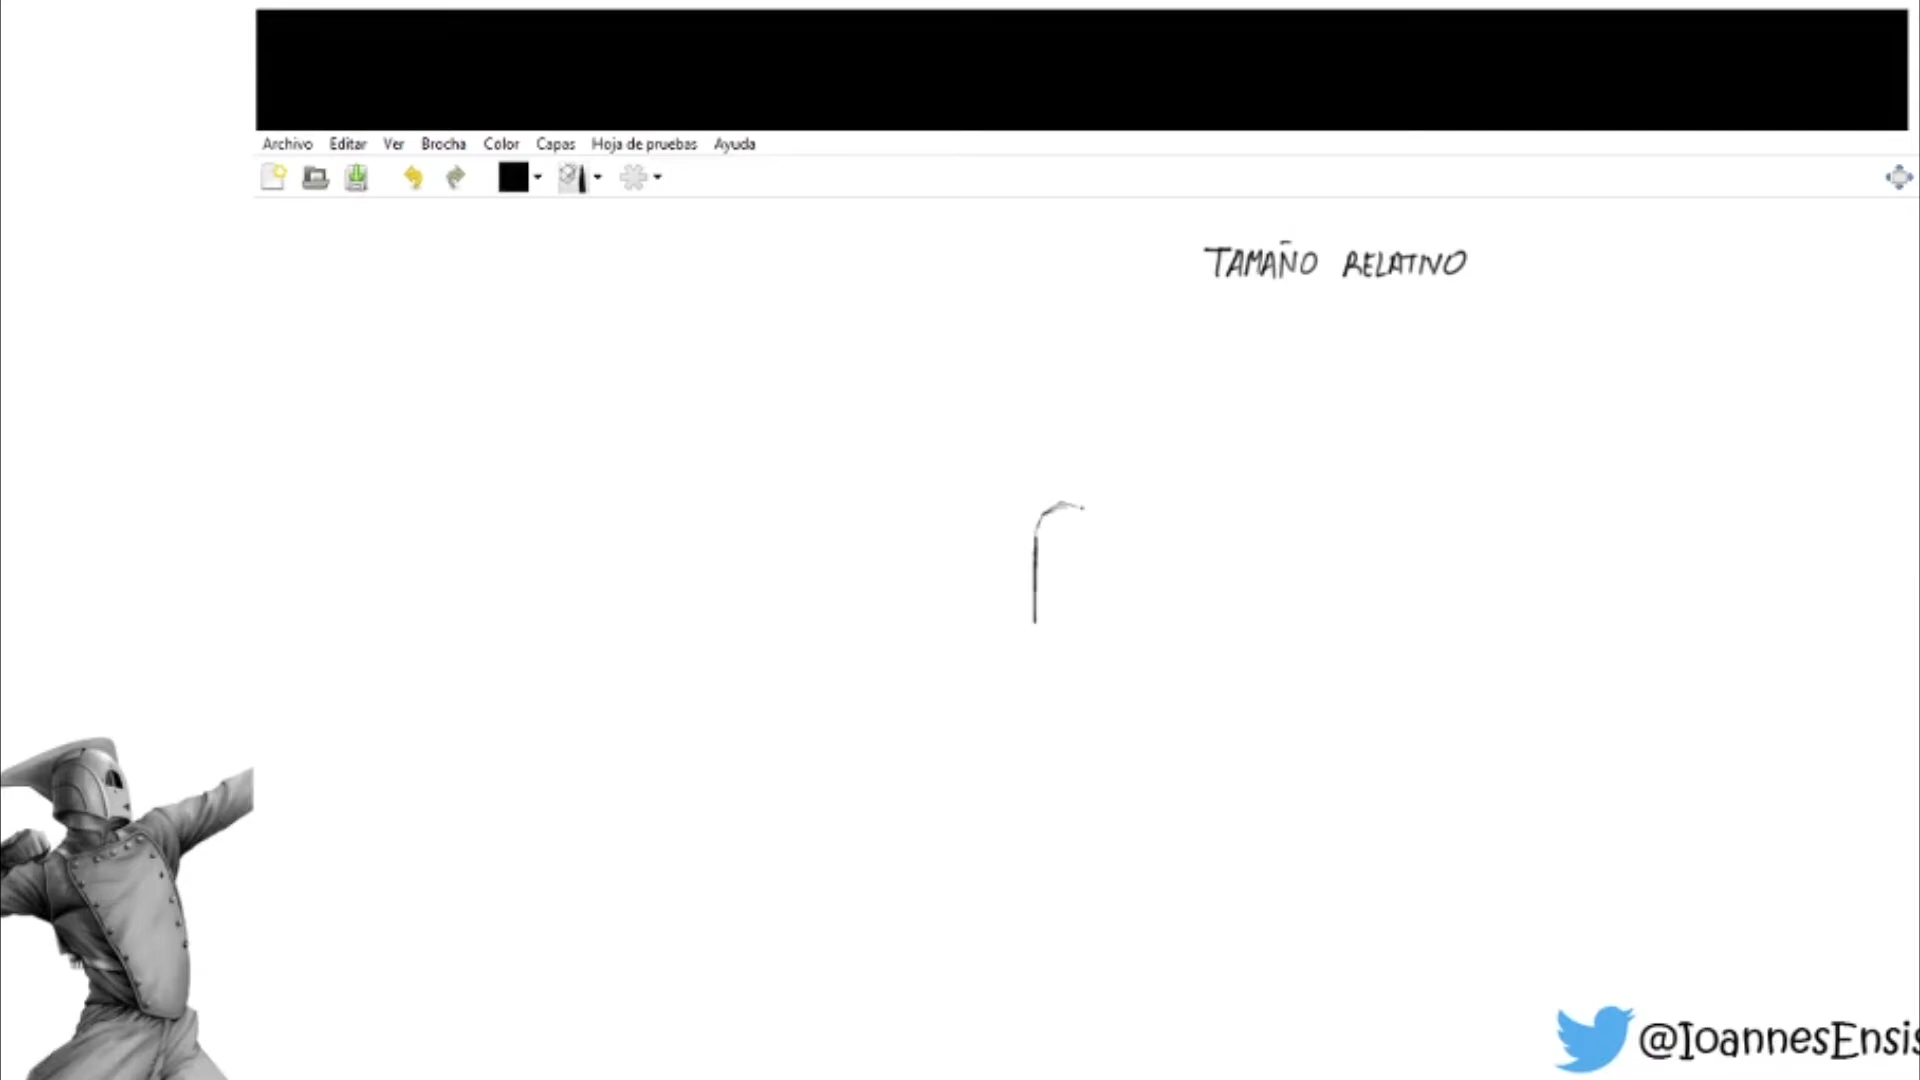 Archivo Editar Ver Brocha Color Capas Hoja de pruebas Ayuda
TAMAÑO RELATIVO
@IoannesEnsis